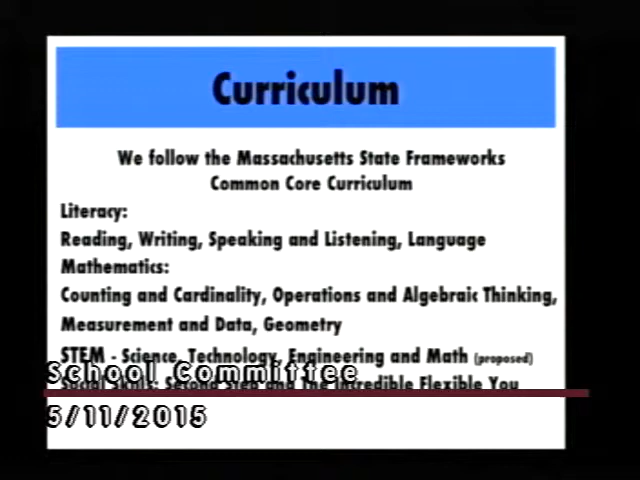 Curriculum
We follow the Massachusetts State Frameworks
Common Core Curriculum
Literacy:
Reading, Writing, Speaking and Listening, Language
Mathematics:
Counting and Cardinality, Operations and Algebraic Thinking,
Measurement and Data, Geometry
STEM - Science, Technology, Engineering and Math (proposed)
School Committee
Social Skills: Second Step and The Incredible Flexible You
5/11/2015